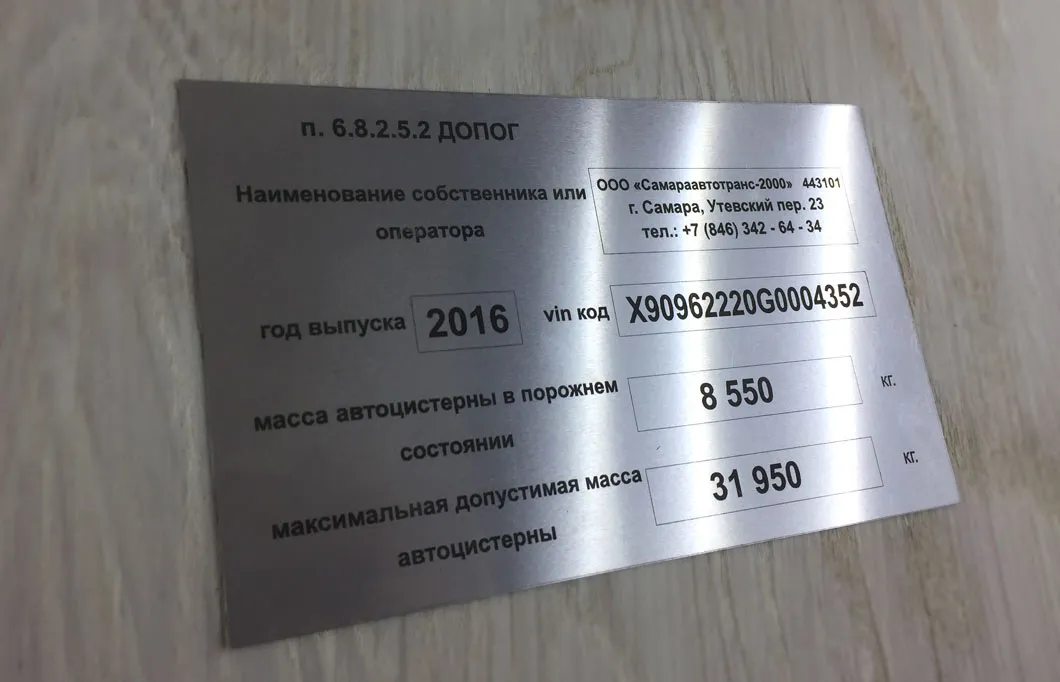 п. 6.8.2.5.2 ДОПОГ
Наименование собственника или
оператора
ООО «Самараавтотранс-2000» 443101
г. Самара, Утевский пер. 23
тел.: +7 (846) 342 - 64 - 34
год выпуска 2016 vin код X90962220G0004352
масса автоцистерны в порожнем
состоянии
8 550 кг.
максимальная допустимая масса
автоцистерны
31 950 кг.